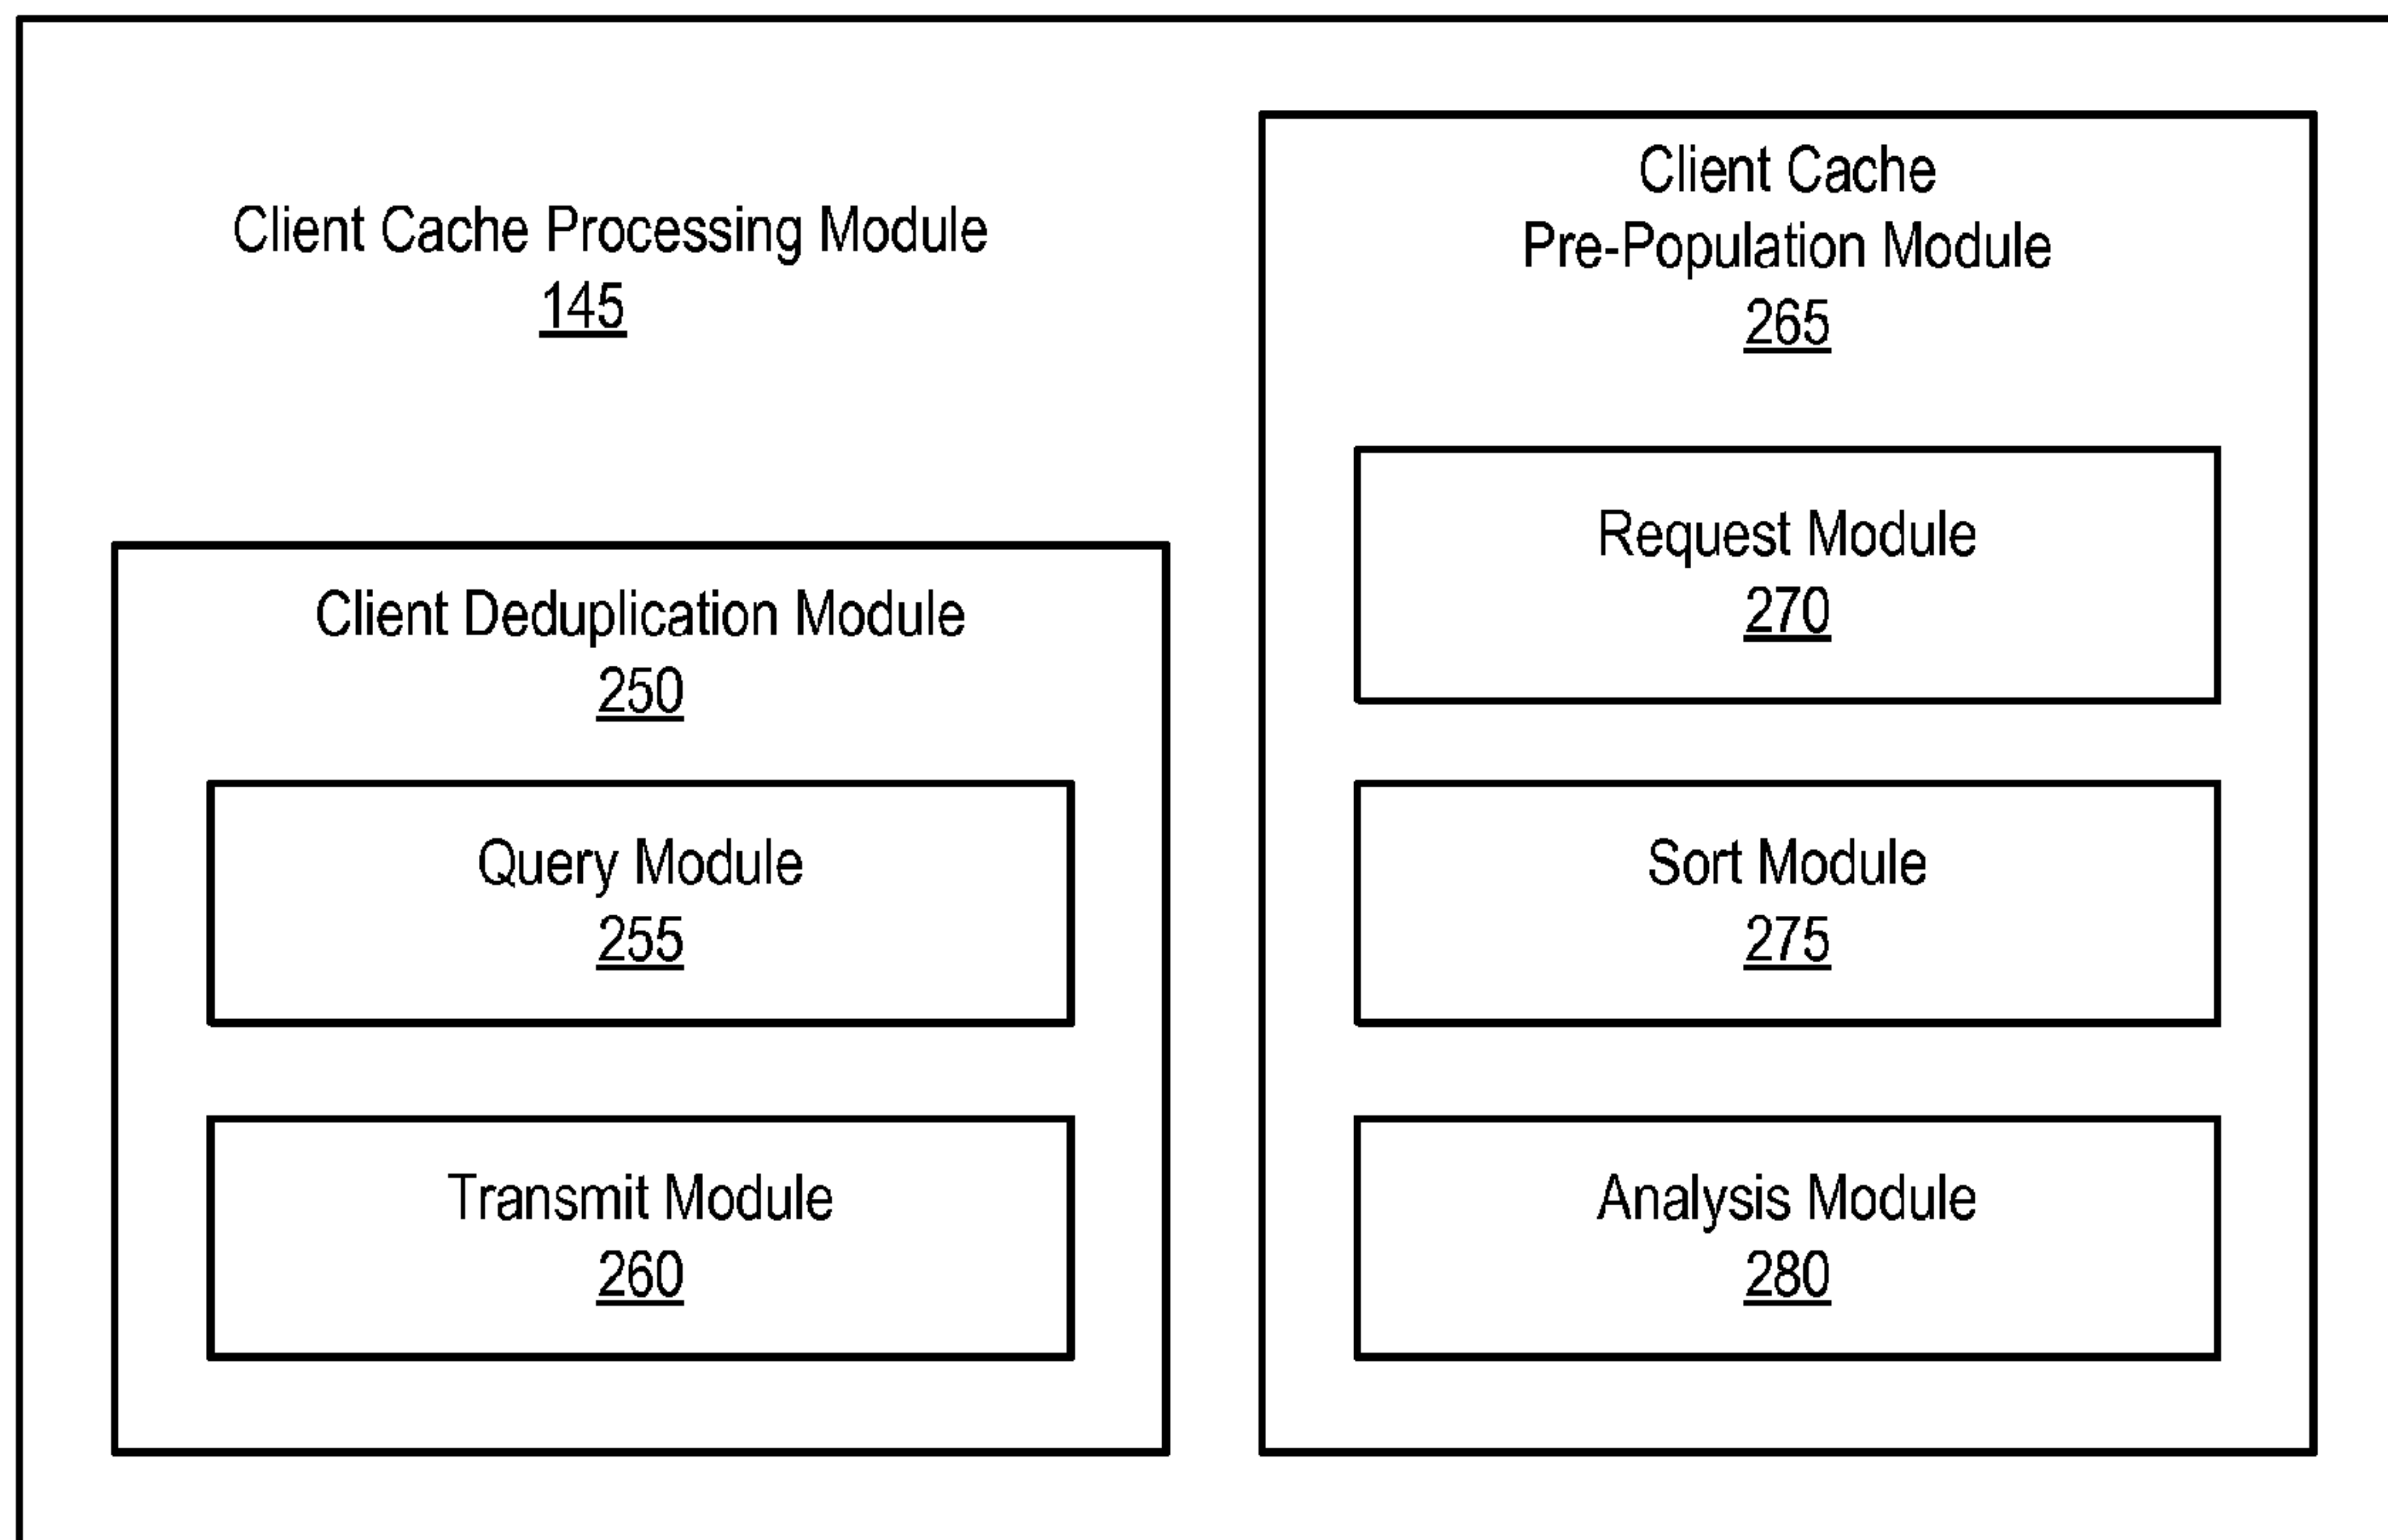 Client Cache Processing Module
145
Client Deduplication Module
250
Query Module
255
Transmit Module
260
Client Cache
Pre-Population Module
265
Request Module
270
Sort Module
275
Analysis Module
280